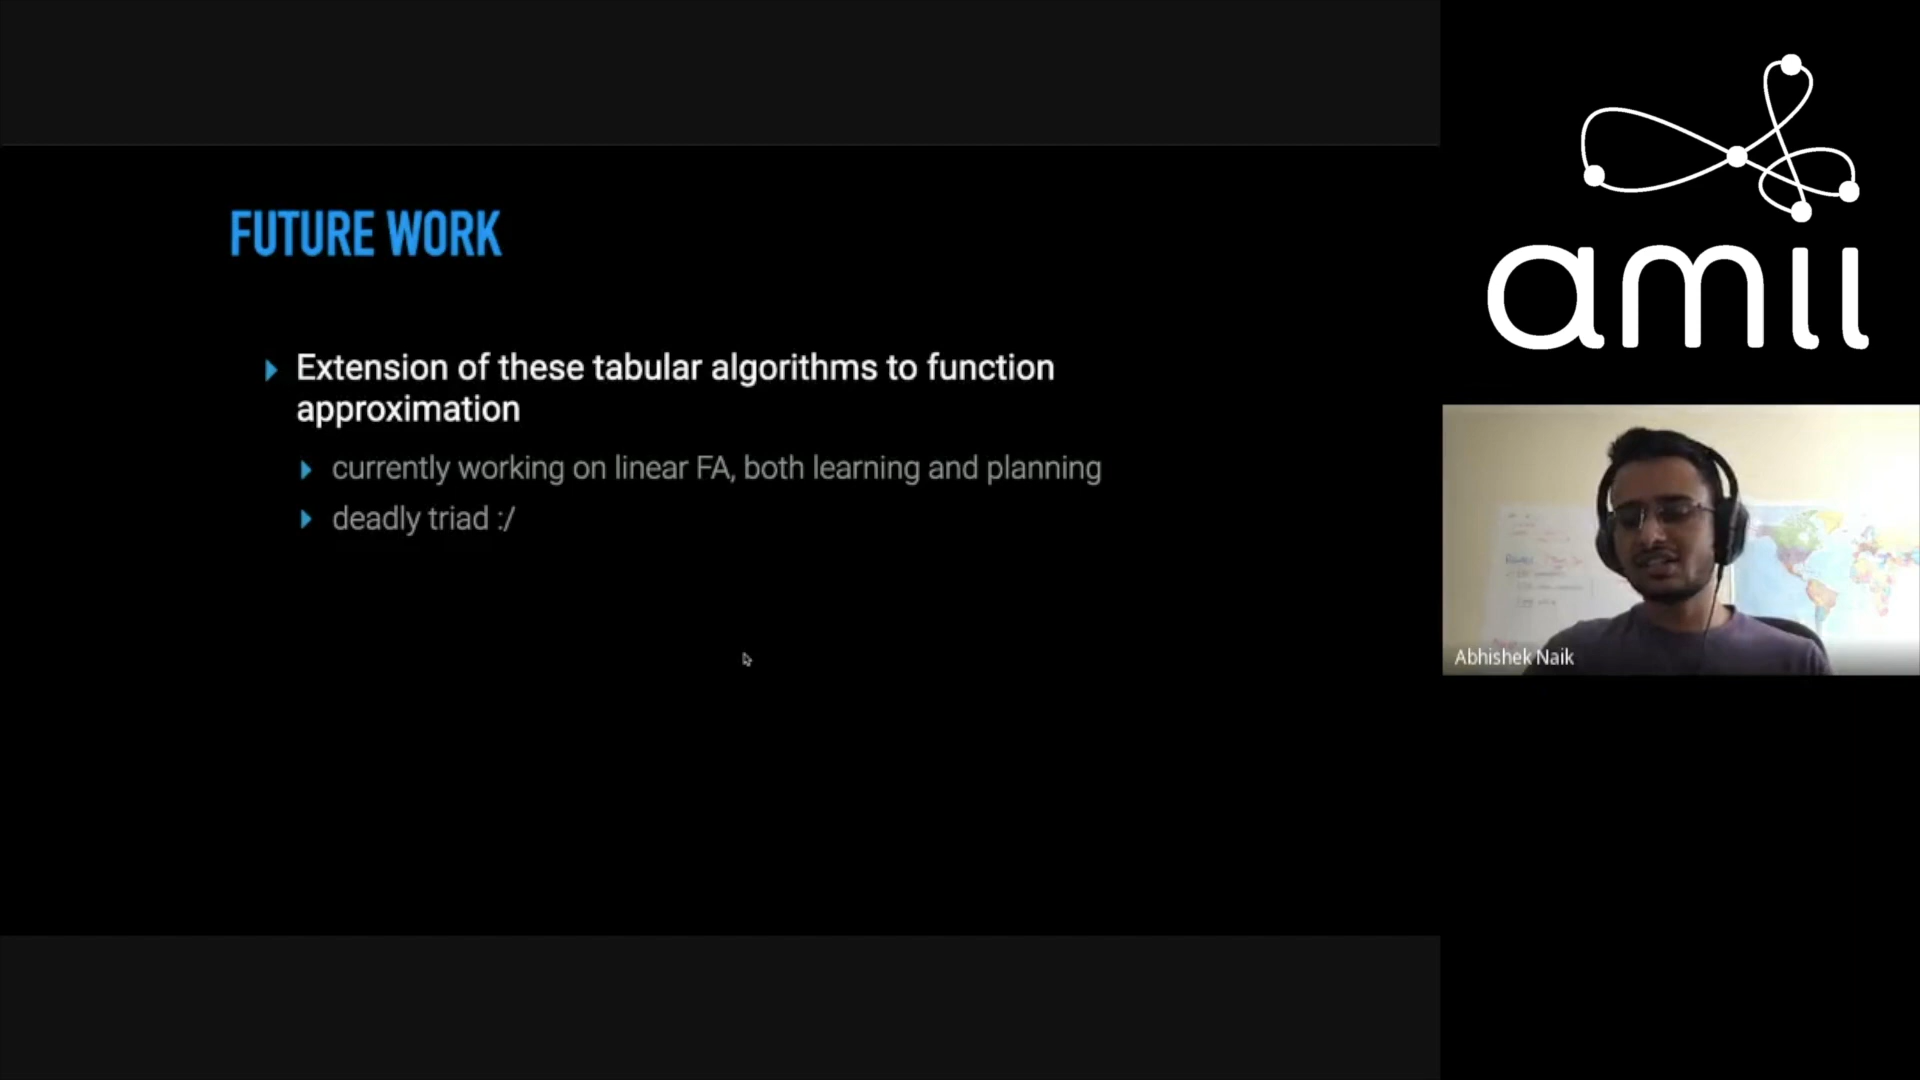 FUTURE WORK
Extension of these tabular algorithms to function
approximation
currently working on linear FA, both learning and planning
deadly triad :/
amii
Abhishek Naik